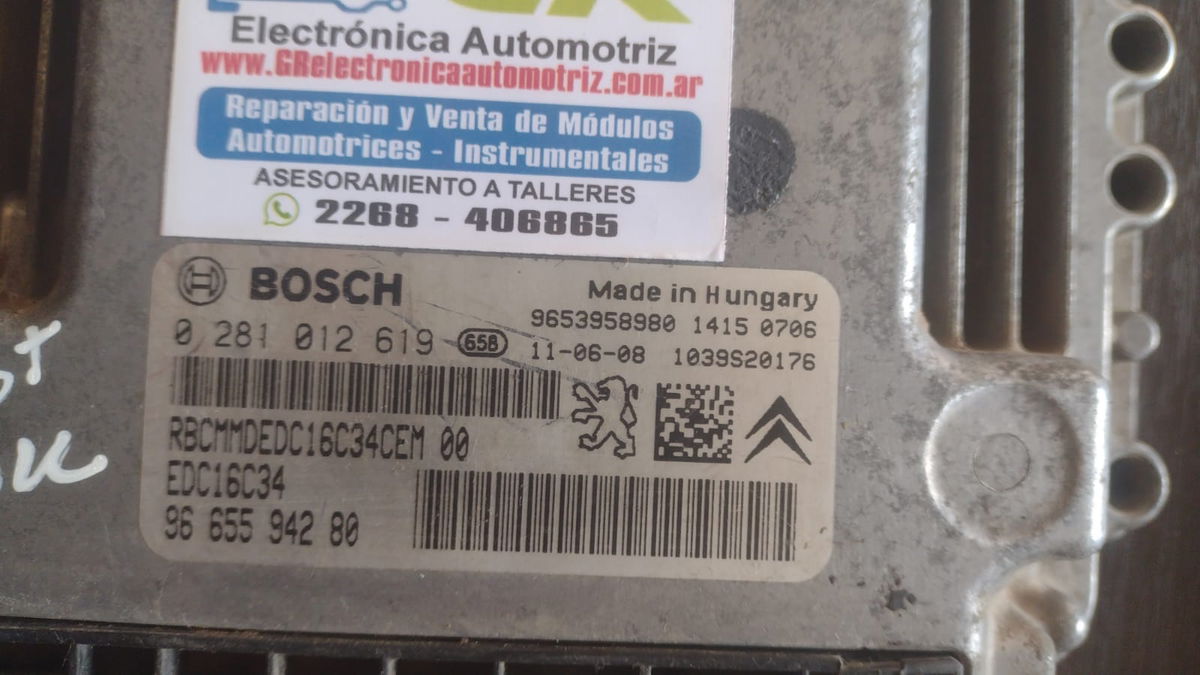 Electrónica Automotriz
www.GRelectronicaautomotriz.com.ar
Reparación y Venta de Módulos
Automotrices - Instrumentales
ASESORAMIENTO A TALLERES
2268 - 406865
BOSCH
Made in Hungary
0 281 012 619 65B
9653958980 1415 0706
11-06-08 1039S20176
RBCMMDEDC16C34CEM 00
EDC16C34
96 655 942 80